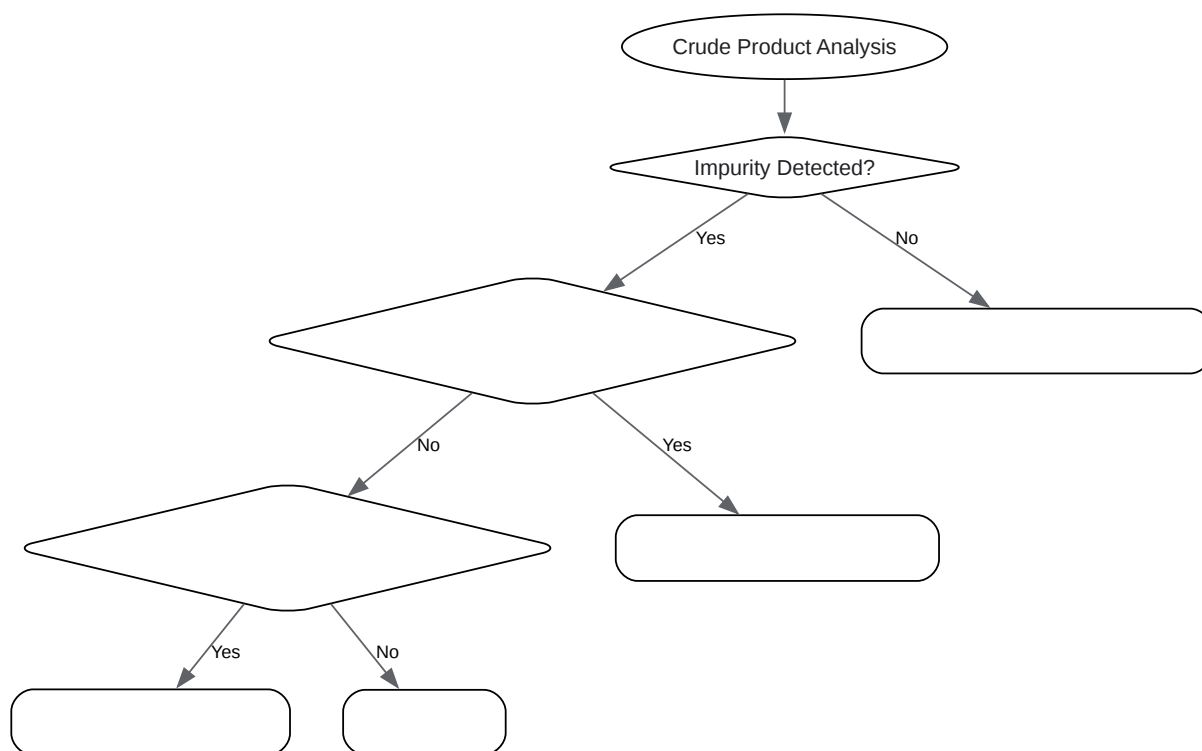 Crude Product Analysis
Impurity Detected?
Yes
No
No
Yes
Yes
No